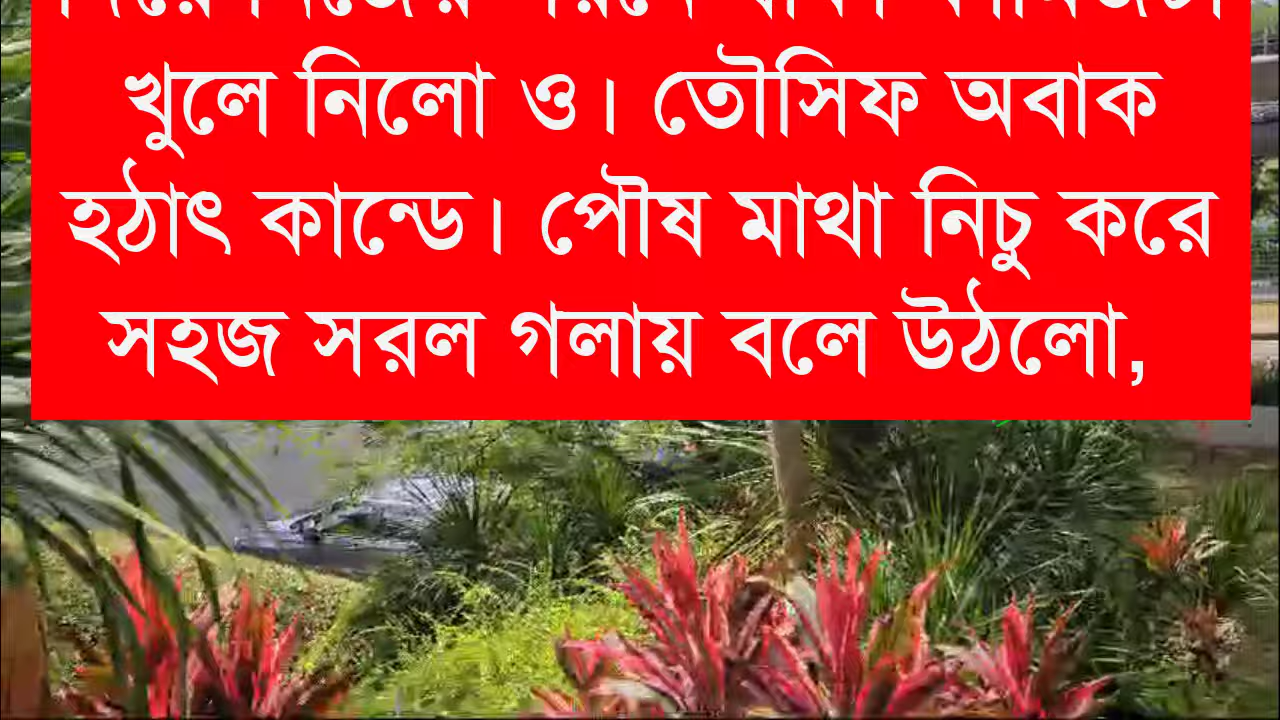 খুলে নিলো ও। তৌসিফ অবাক
হঠাৎ কান্ডে। পৌষ মাথা নিচু করে
সহজ সরল গলায় বলে উঠলো,